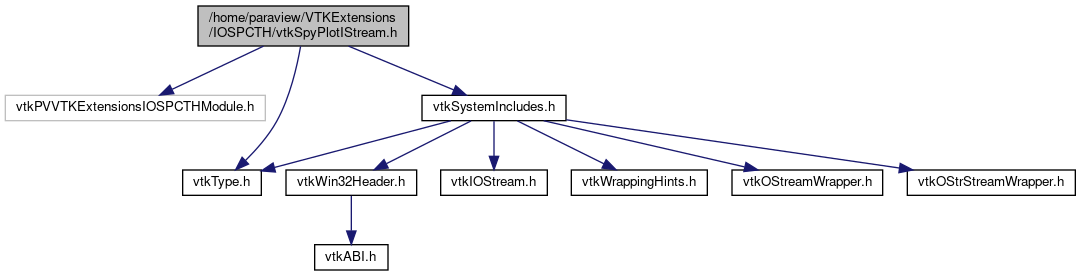 /home/paraview/VTKExtensions
/IOSPCTH/vtkSpyPlotIStream.h
vtkPVVTKExtensionsIOSPCTHModule.h
vtkSystemIncludes.h
vtkType.h
vtkWin32Header.h
vtkIOStream.h
vtkWrappingHints.h
vtkOStreamWrapper.h
vtkOStrStreamWrapper.h
vtkABI.h